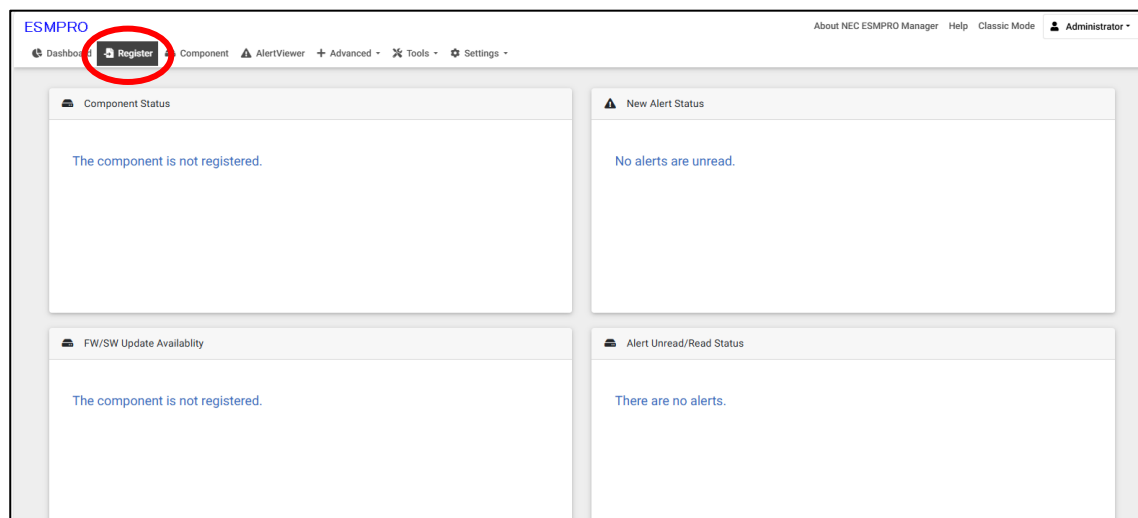 ESMPRO
About NEC ESMPRO Manager Help Classic Mode Administrator
Dashboard Register Component AlertViewer Advanced Tools Settings
Component Status
New Alert Status
The component is not registered.
No alerts are unread.
FW/SW Update Availablity
Alert Unread/Read Status
The component is not registered.
There are no alerts.